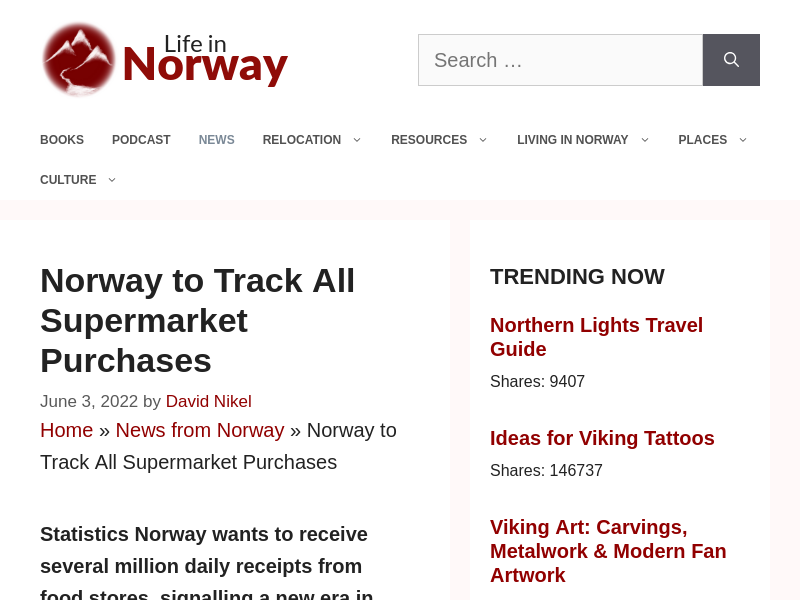 Life in
Norway
Search …
BOOKS PODCAST NEWS RELOCATION RESOURCES LIVING IN NORWAY PLACES
CULTURE
Norway to Track All
Supermarket
Purchases
June 3, 2022 by David Nikel
Home » News from Norway » Norway to
Track All Supermarket Purchases
Statistics Norway wants to receive
several million daily receipts from
food stores, signalling a new era in
TRENDING NOW
Northern Lights Travel
Guide
Shares: 9407
Ideas for Viking Tattoos
Shares: 146737
Viking Art: Carvings,
Metalwork & Modern Fan
Artwork